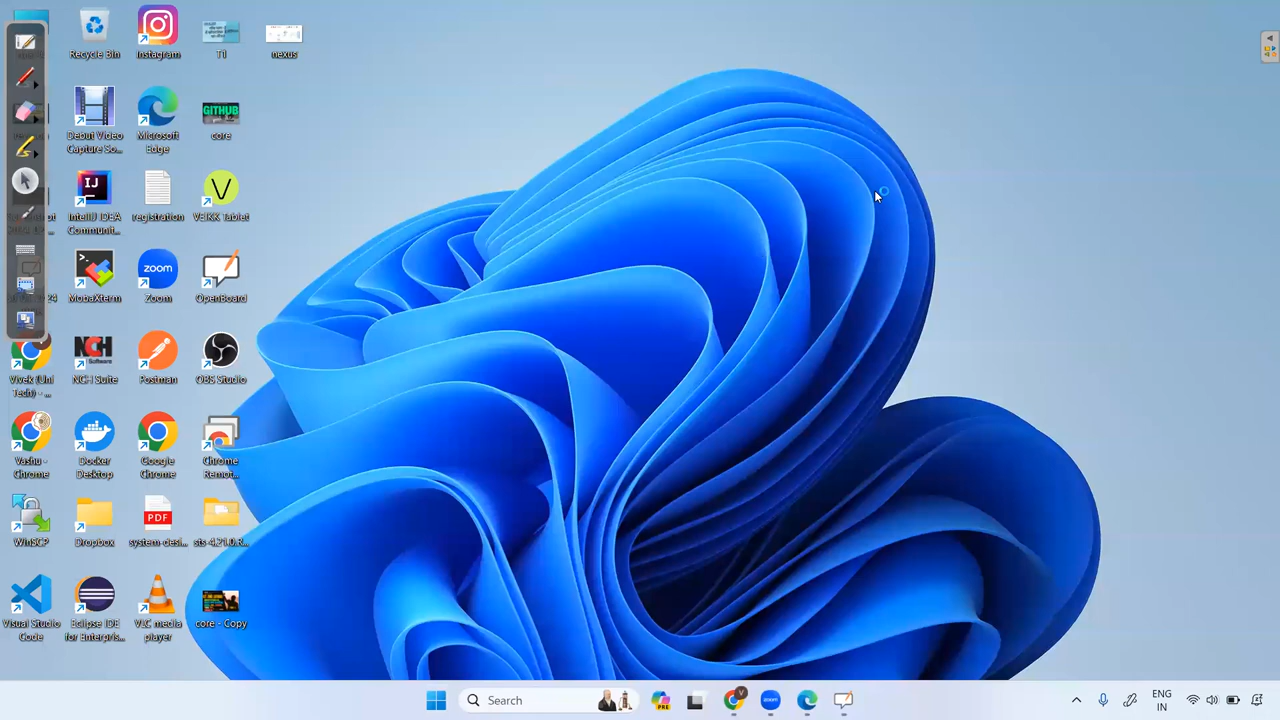 Recycle Bin
Instagram
T1
nexus
Debut Video
Capture So...
Microsoft
Edge
GITHUB
core
IntelliJ IDEA
Communit...
registration
V
VEIKK Tablet
MobaXterm
zoom
Zoom
OpenBoard
Vivek (Uni
Tech) - ...
NCH
Software
NCH Suite
Postman
OBS Studio
Vashu -
Chrome
Docker
Desktop
Google
Chrome
Chrome
Remot...
WinSCP
Dropbox
PDF
system-desi...
sts-4.21.0.R...
Visual Studio
Code
Eclipse IDE
for Enterpris...
VLC media
player
core - Copy
Search
PRE
V
zoom
ENG
IN